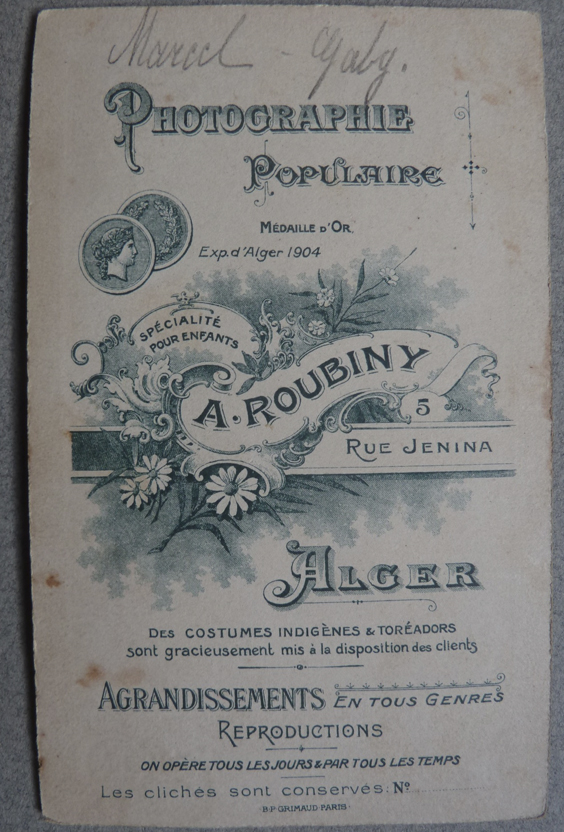 Marcel - Gaby.
PHOTOGRAPHIE
POPULAIRE
MÉDAILLE D'OR.
Exp. d'Alger 1904
SPÉCIALITÉ
POUR ENFANTS
A. ROUBINY
5
RUE JENINA
ALGER
DES COSTUMES INDIGÈNES & TORÉADORS
sont gracieusement mis à la disposition des clients
AGRANDISSEMENTS EN TOUS GENRES
REPRODUCTIONS
ON OPÈRE TOUS LES JOURS & PAR TOUS LES TEMPS
Les clichés sont conservés: Nº
B.P. GRIMAUD. PARIS